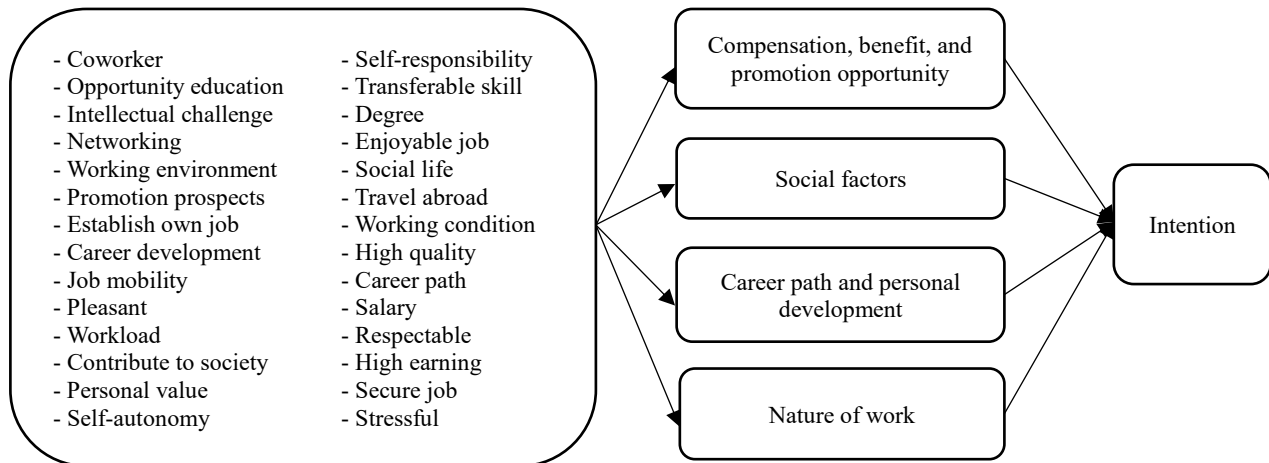 - Coworker
- Opportunity education
- Intellectual challenge
- Networking
- Working environment
- Promotion prospects
- Establish own job
- Career development
- Job mobility
- Pleasant
- Workload
- Contribute to society
- Personal value
- Self-autonomy
- Self-responsibility
- Transferable skill
- Degree
- Enjoyable job
- Social life
- Travel abroad
- Working condition
- High quality
- Career path
- Salary
- Respectable
- High earning
- Secure job
- Stressful
Compensation, benefit, and
promotion opportunity
Social factors
Career path and personal
development
Nature of work
Intention